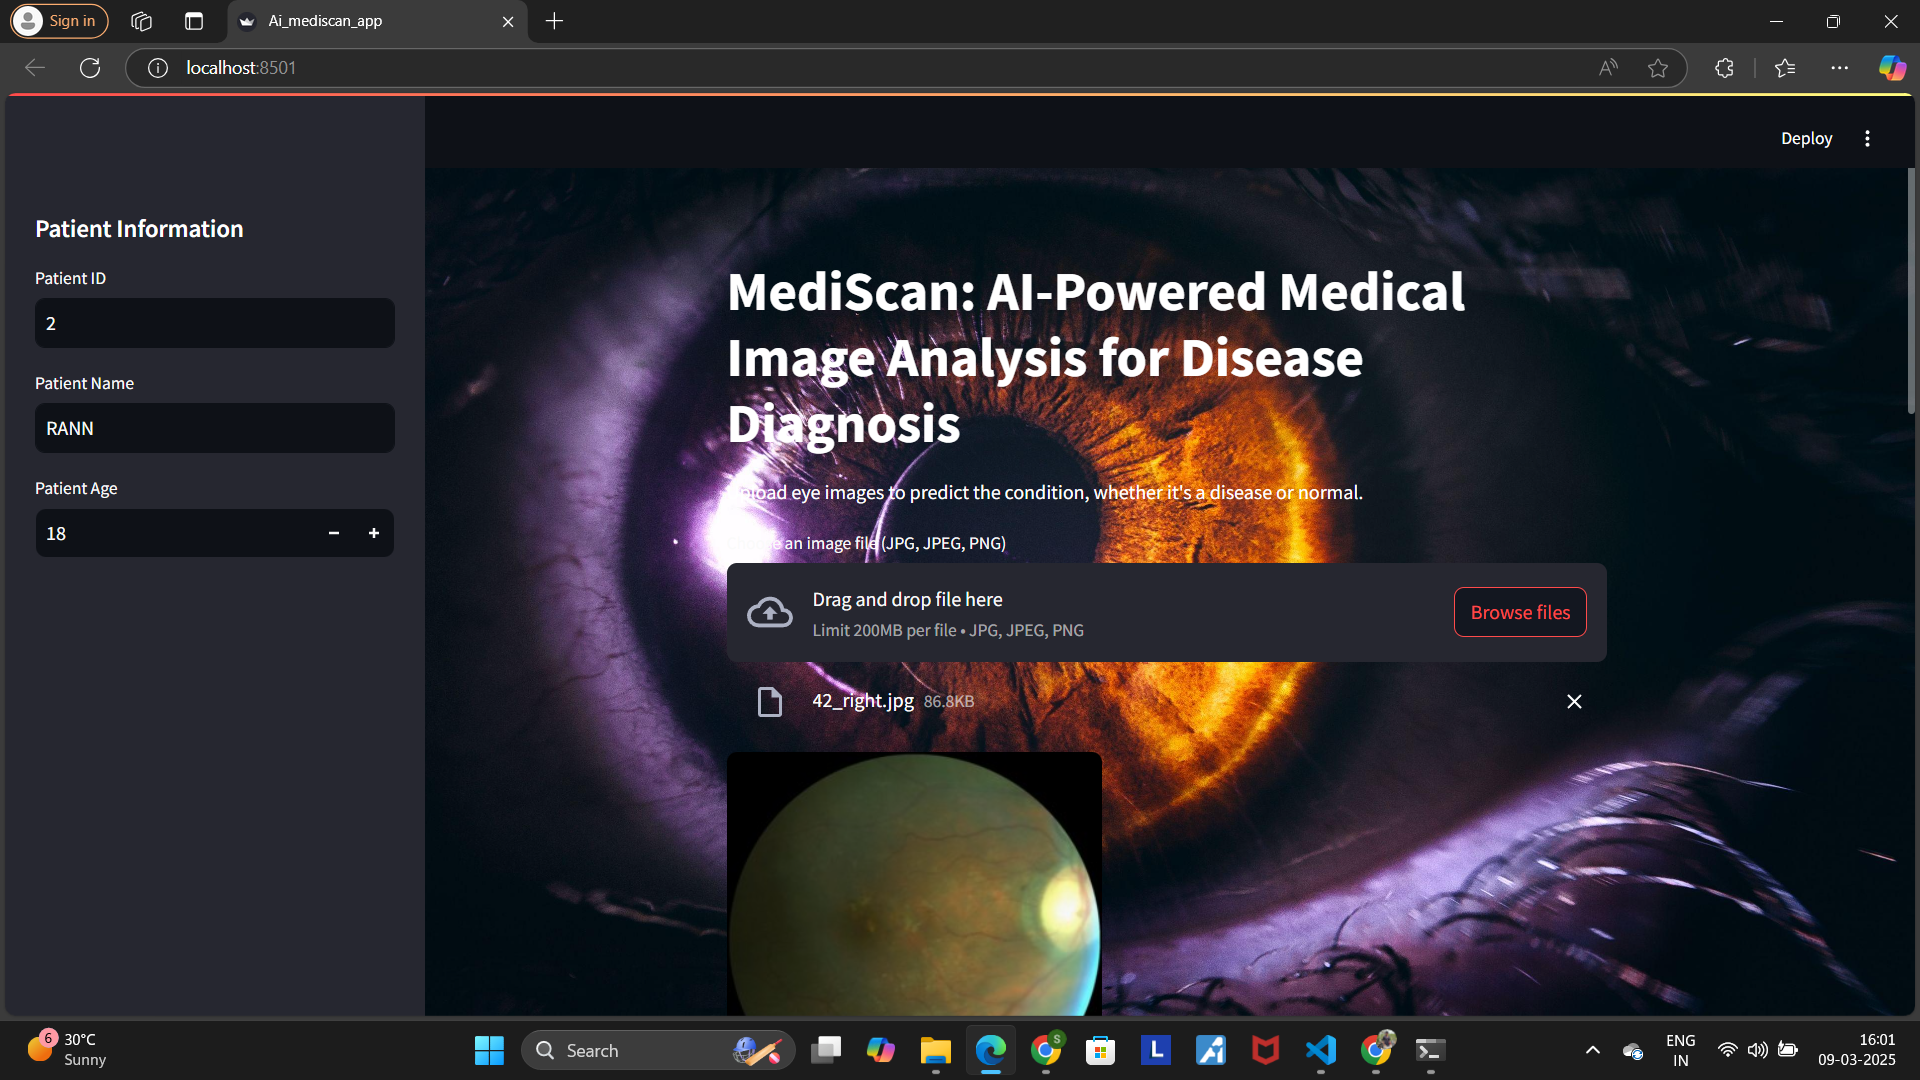 Sign in
Ai_mediscan_app
localhost:8501
Deploy
Patient Information
Patient ID
2
Patient Name
RANN
Patient Age
18
MediScan: AI-Powered Medical
Image Analysis for Disease
Diagnosis
eye images to predict the condition, whether it's a disease or normal.
an image file (JPG, JPEG, PNG)
Drag and drop file here
Limit 200MB per file • JPG, JPEG, PNG
Browse files
42_right.jpg 86.8KB
6
30°C
Sunny
Search
S
L
ENG
IN
16:01
09-03-2025